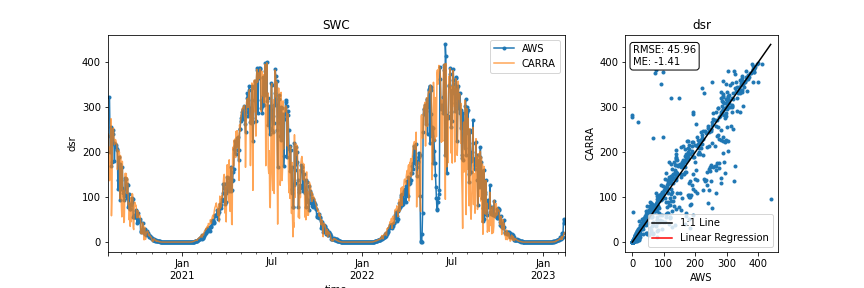 SWC
dsr
AWS
CARRA
400
300
200
100
0
dsr
Jan
2021
Jul
Jan
2022
Jul
Jan
2023
time
RMSE: 45.96
ME: -1.41
400
300
200
100
0
CARRA
1:1 Line
Linear Regression
0 100 200 300 400
AWS